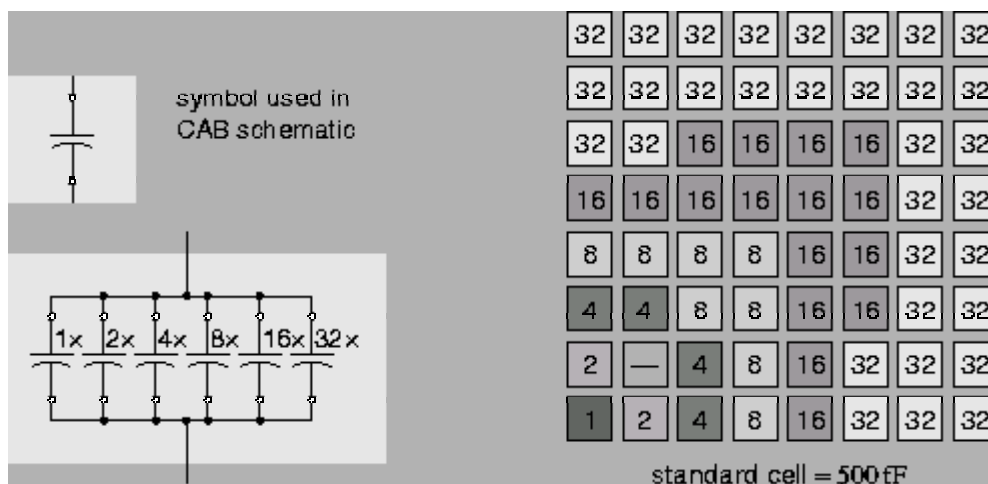 symbol used in
CAB schematic
1x 2x 4x 8x 16x 32x
32 32 32 32 32 32 32 32
32 32 32 32 32 32 32 32
32 32 16 16 16 16 32 32
16 16 16 16 16 16 32 32
8 8 8 8 16 16 32 32
4 4 8 8 16 16 32 32
2 — 4 8 16 32 32 32
1 2 4 8 16 32 32 32
standard cell = 500 fF